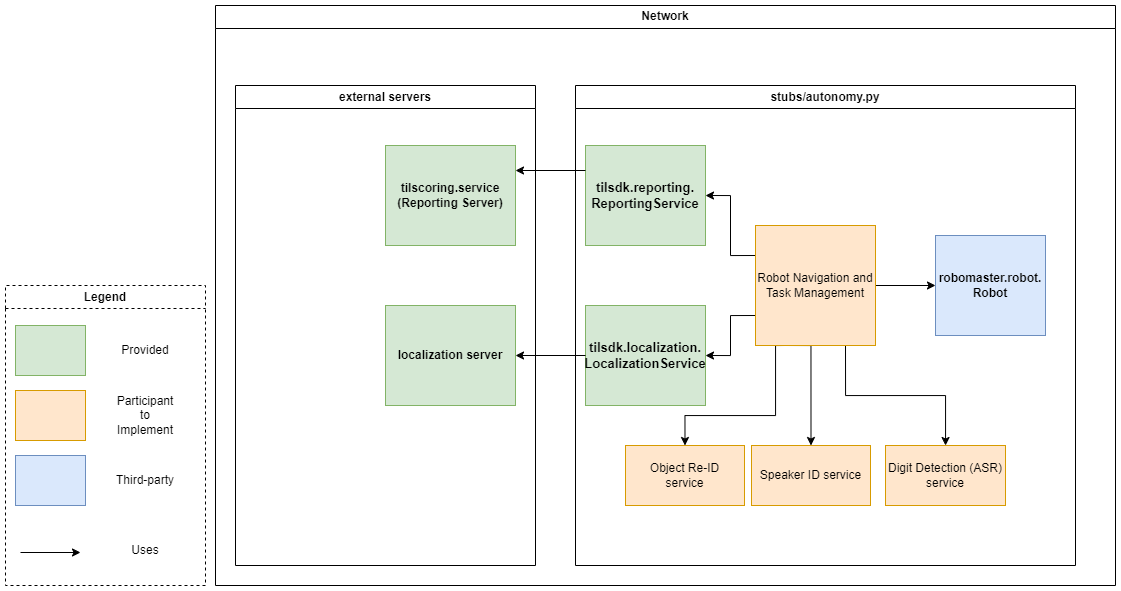 Network
external servers
stubs/autonomy.py
tilscoring.service
(Reporting Server)
tilsdk.reporting.
ReportingService
Robot Navigation and
Task Management
robomaster.robot.
Robot
localization server
tilsdk.localization.
LocalizationService
Object Re-ID
service
Speaker ID service
Digit Detection (ASR)
service
Legend
Provided
Participant
to
Implement
Third-party
Uses